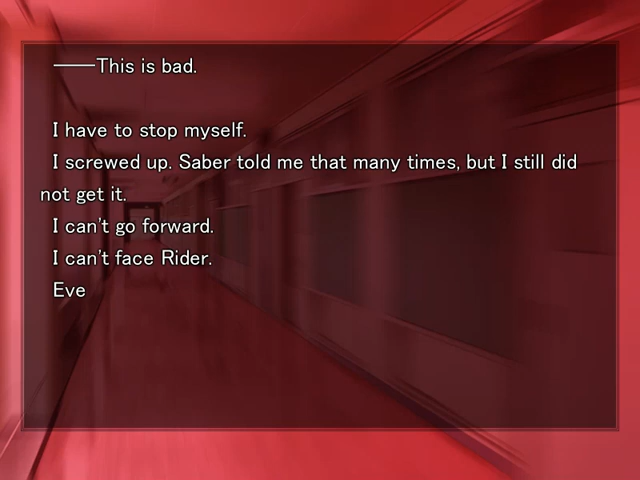 ——This is bad.
I have to stop myself.
I screwed up. Saber told me that many times, but I still did
not get it.
I can't go forward.
I can't face Rider.
Eve